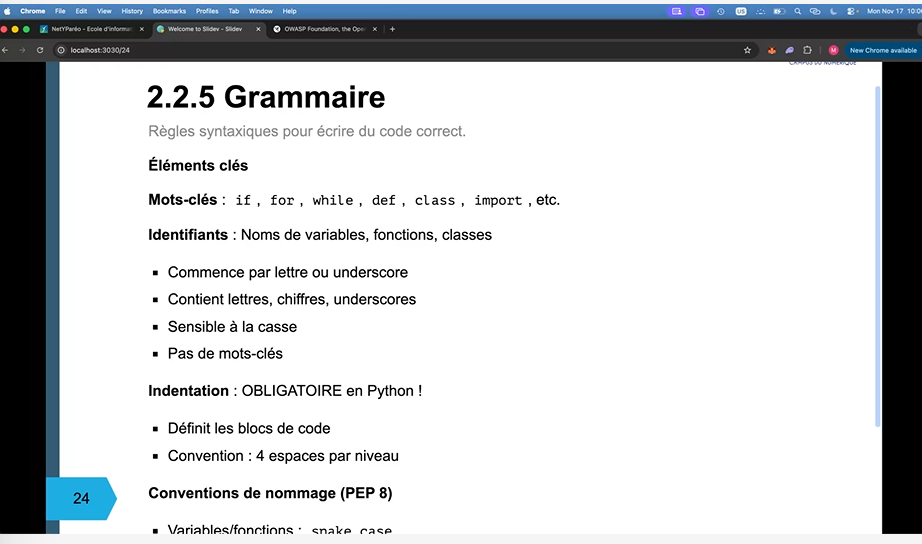 Chrome File Edit View History Bookmarks Profiles Tab Window Help US Mon Nov 17 10:0
NetYParéo - Ecole d'informat Welcome to Slidev - Slidev OWASP Foundation, the Ope
localhost:3030/24 M New Chrome available
CAMPUS DU NUMÉRIQUE
2.2.5 Grammaire
Règles syntaxiques pour écrire du code correct.
Éléments clés
Mots-clés : if , for , while , def , class , import , etc.
Identifiants : Noms de variables, fonctions, classes
▪ Commence par lettre ou underscore
▪ Contient lettres, chiffres, underscores
▪ Sensible à la casse
▪ Pas de mots-clés
Indentation : OBLIGATOIRE en Python !
▪ Définit les blocs de code
▪ Convention : 4 espaces par niveau
24
Conventions de nommage (PEP 8)
▪ Variables/fonctions : snake_case